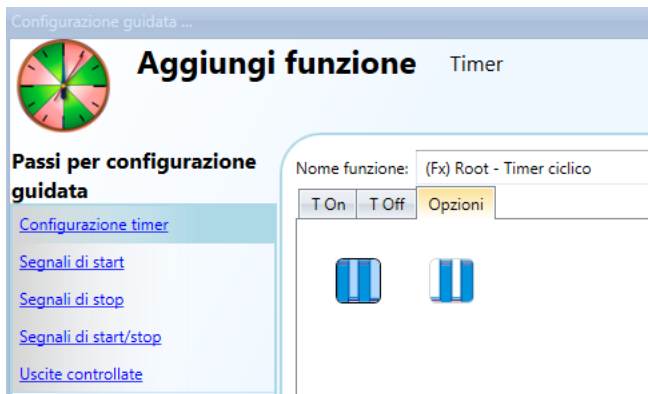 Configurazione guidata ...
Aggiungi funzione Timer
Passi per configurazione
guidata
Configurazione timer
Segnali di start
Segnali di stop
Segnali di start/stop
Uscite controllate
Nome funzione: (Fx) Root - Timer ciclico
T On T Off Opzioni